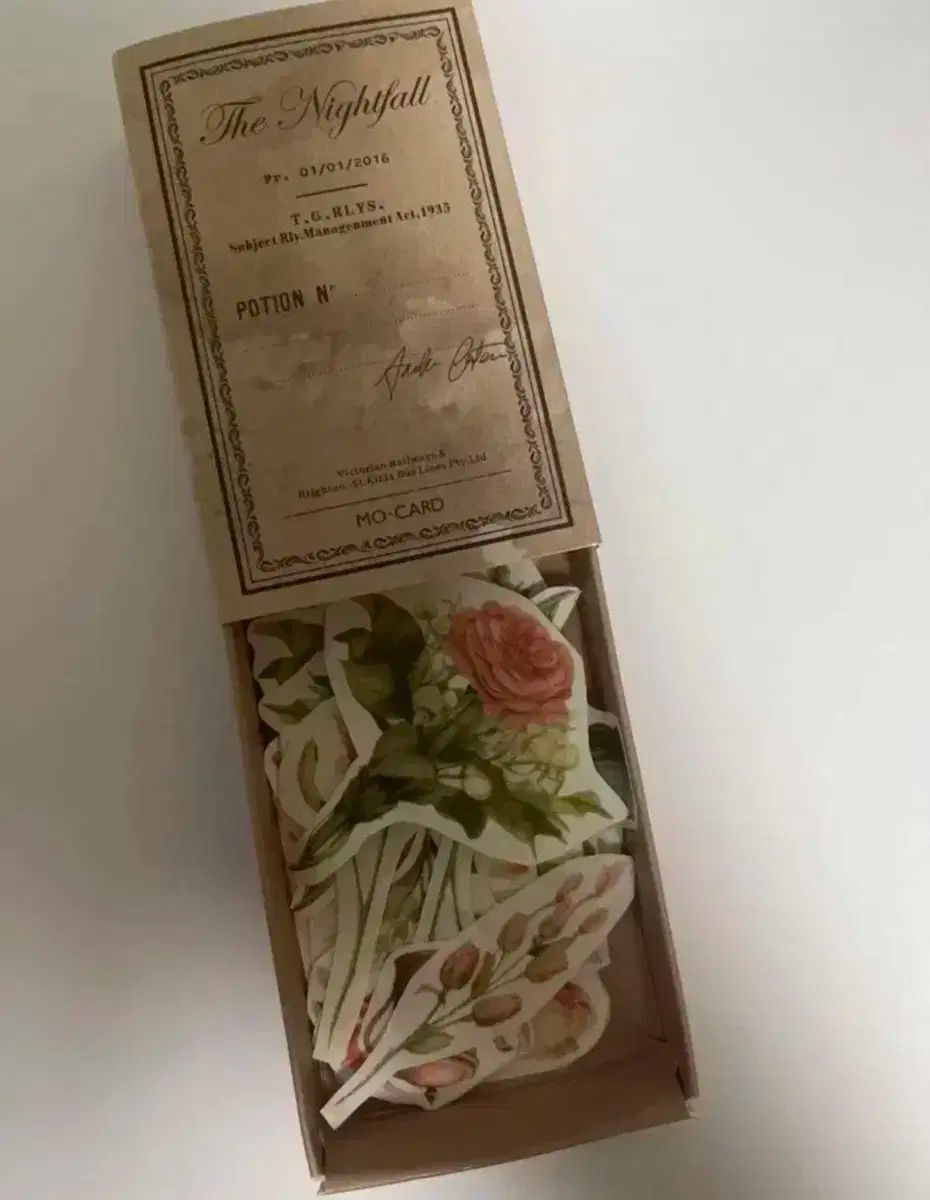 The Nightfall
Pr. 01/01/2016
T.G.RLYS.
Subject Rly.Management Act,1935
POTION Nº
Victorian Railways &
Brighton-St.Kilda Bus Lines Pty.Ltd
MO·CARD